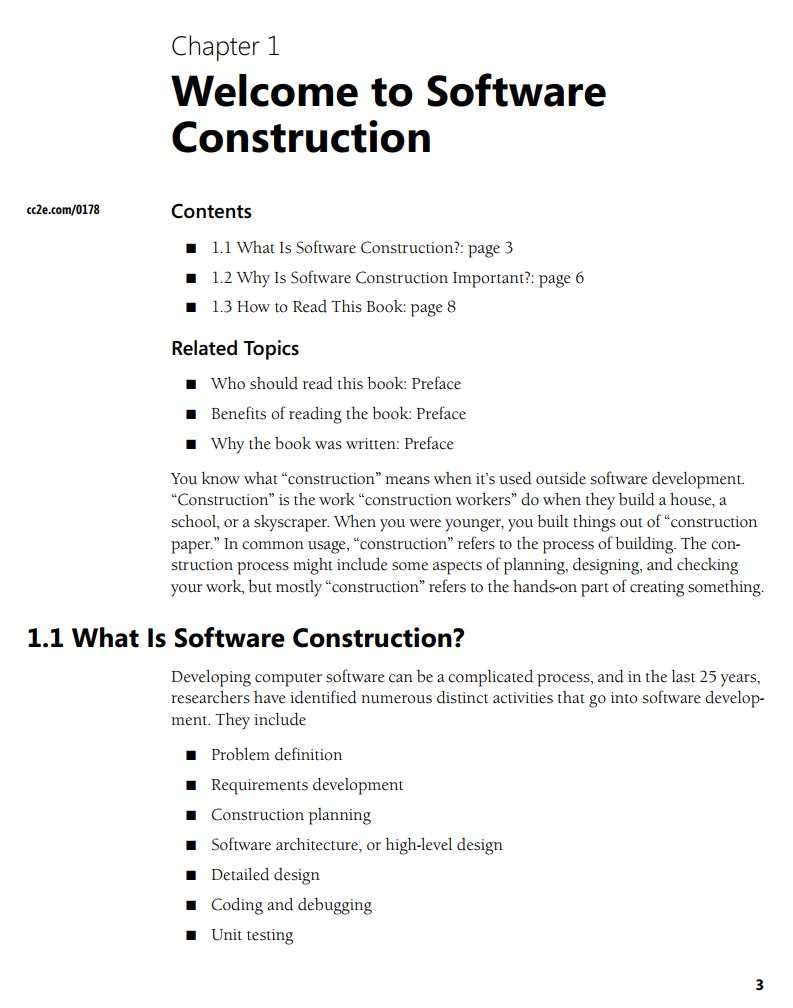 Chapter 1
Welcome to Software
Construction
cc2e.com/0178
Contents
■ 1.1 What Is Software Construction?: page 3
■ 1.2 Why Is Software Construction Important?: page 6
■ 1.3 How to Read This Book: page 8
Related Topics
■ Who should read this book: Preface
■ Benefits of reading the book: Preface
■ Why the book was written: Preface
You know what “construction” means when it’s used outside software development.
“Construction” is the work “construction workers” do when they build a house, a
school, or a skyscraper. When you were younger, you built things out of “construction
paper.” In common usage, “construction” refers to the process of building. The con-
struction process might include some aspects of planning, designing, and checking
your work, but mostly “construction” refers to the hands-on part of creating something.
1.1 What Is Software Construction?
Developing computer software can be a complicated process, and in the last 25 years,
researchers have identified numerous distinct activities that go into software develop-
ment. They include
■ Problem definition
■ Requirements development
■ Construction planning
■ Software architecture, or high-level design
■ Detailed design
■ Coding and debugging
■ Unit testing
3